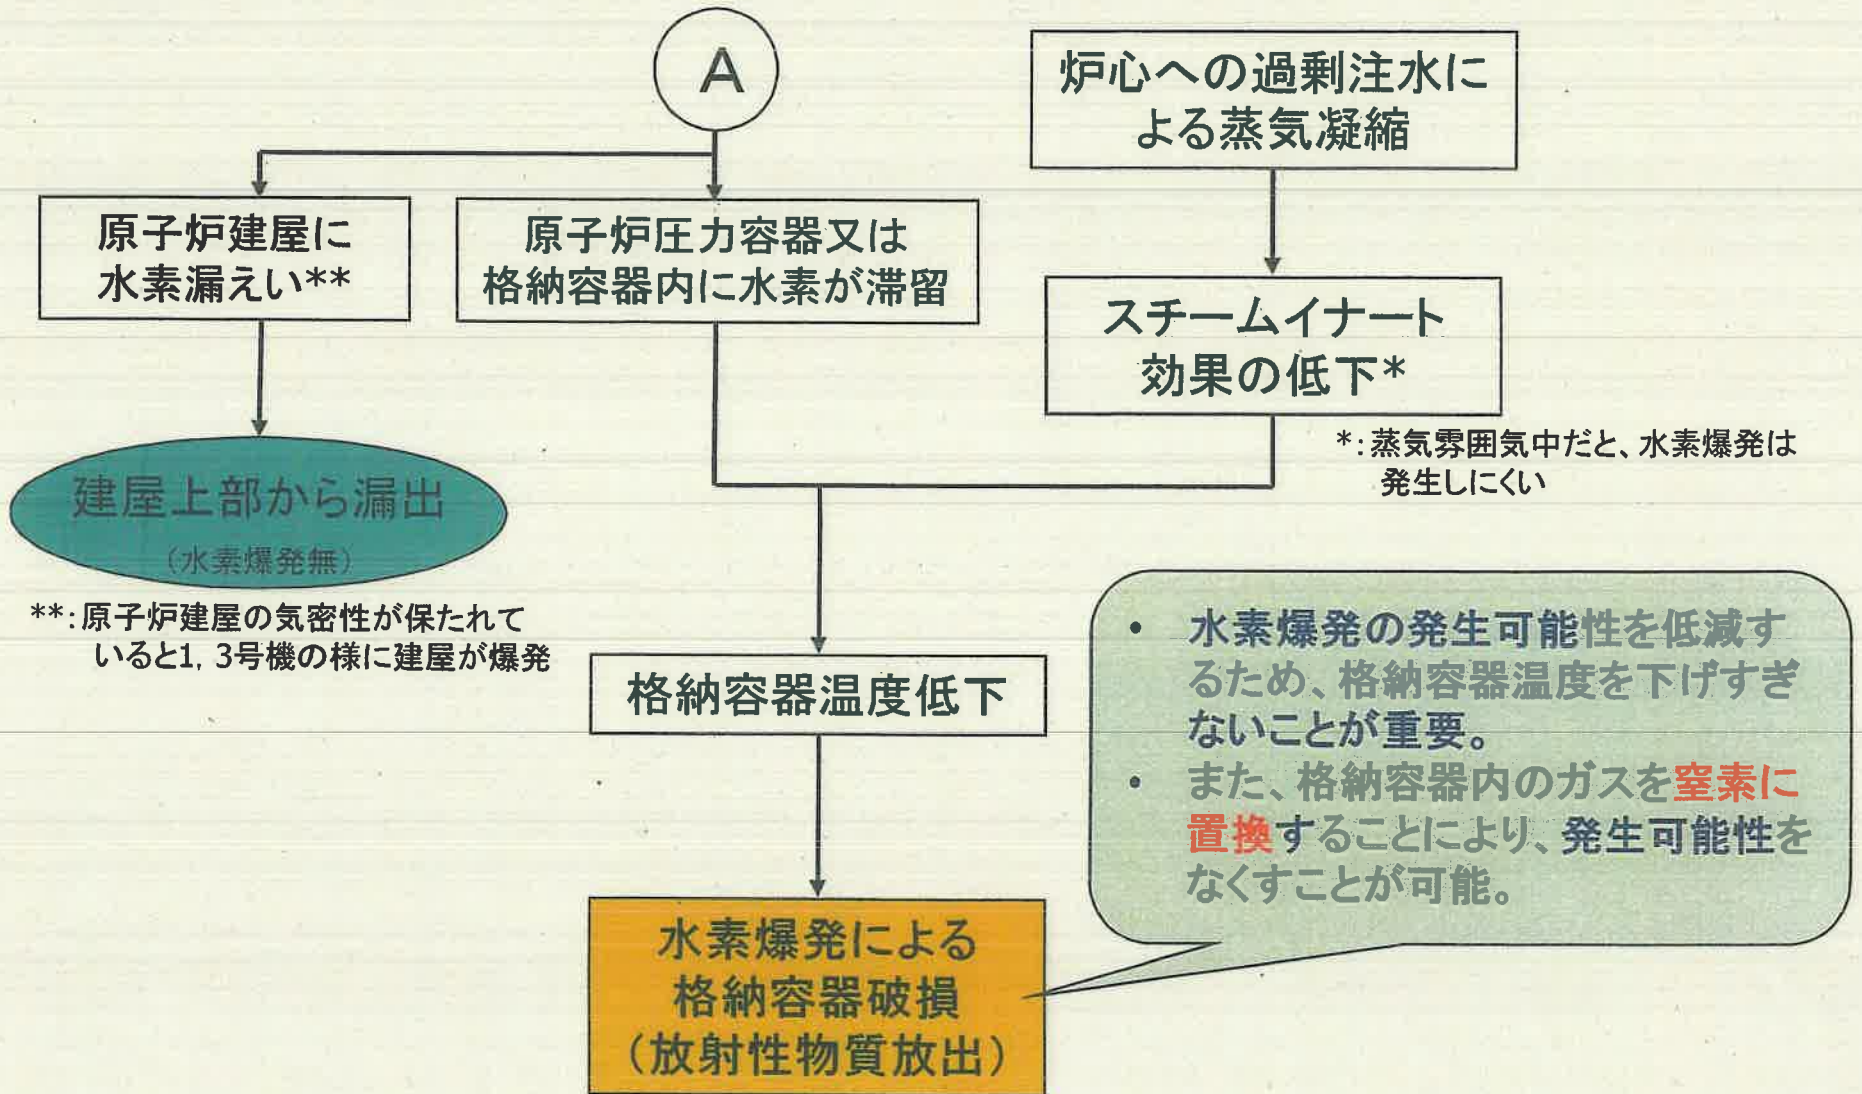 A
炉心への過剰注水に
よる蒸気凝縮
原子炉建屋に
水素漏えい**
原子炉圧力容器又は
格納容器内に水素が滞留
スチームイナート
効果の低下*
*:蒸気雰囲気中だと、水素爆発は
発生しにくい
建屋上部から漏出
(水素爆発無)
**:原子炉建屋の気密性が保たれて
いると1, 3号機の様に建屋が爆発
格納容器温度低下
• 水素爆発の発生可能性を低減す
るため、格納容器温度を下げすぎ
ないことが重要。
• また、格納容器内のガスを窒素に
置換することにより、発生可能性を
なくすことが可能。
水素爆発による
格納容器破損
(放射性物質放出)